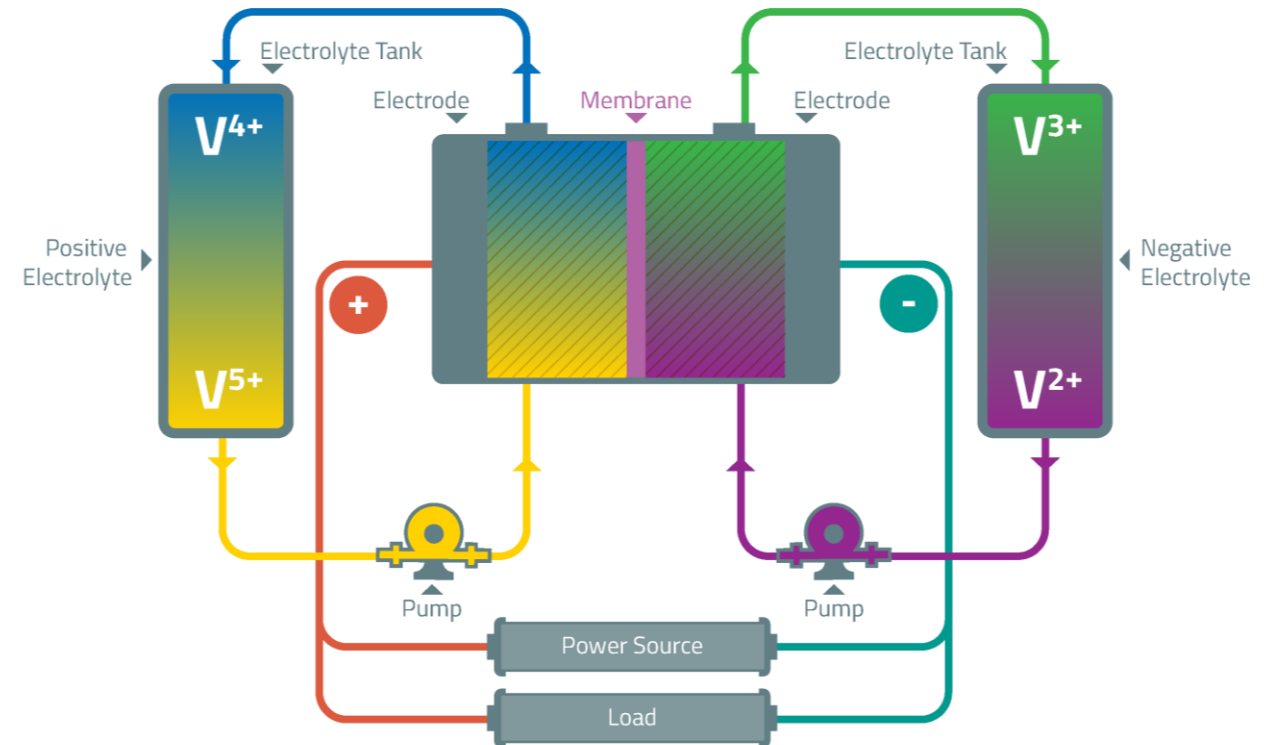 Electrolyte Tank
Electrolyte Tank
Electrode
Membrane
Electrode
V⁴⁺
V³⁺
Positive
Electrolyte
Negative
Electrolyte
+
-
V⁵⁺
V²⁺
Pump
Pump
Power Source
Load